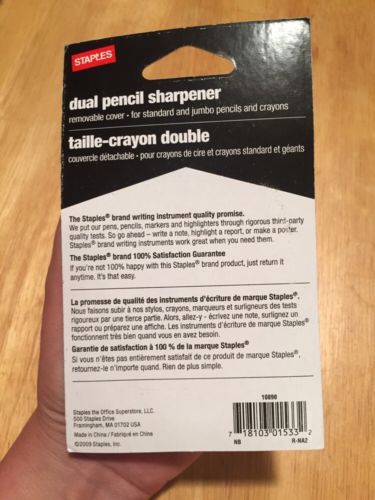 STAPLES
dual pencil sharpener
removable cover • for standard and jumbo pencils and crayons
taille-crayon double
couvercle détachable • pour crayons de cire et crayons standard et géants
The Staples® brand writing instrument quality promise.
We put our pens, pencils, markers and highlighters through rigorous third-party
quality tests. So go ahead – write a note, highlight a report, or make a poster.
Staples® brand writing instruments work great when you need them.
The Staples® brand 100% Satisfaction Guarantee
If you're not 100% happy with this Staples® brand product, just return it
anytime. It's that easy.
La promesse de qualité des instruments d'écriture de marque Staples®.
Nous faisons subir à nos stylos, crayons, marqueurs et surligneurs des tests
rigoureux par une tierce partie. Alors, allez-y - écrivez une note, surlignez un
rapport ou préparez une affiche. Les instruments d'écriture de marque Staples®
fonctionnent très bien quand vous en avez besoin.
Garantie de satisfaction à 100 % de la marque Staples®
Si vous n'êtes pas entièrement satisfait de ce produit de marque Staples®,
retournez-le n'importe quand. Rien de plus simple.
Staples the Office Superstore, LLC.
500 Staples Drive
Framingham, MA 01702 USA
Made in China / Fabriqué en Chine
©2009 Staples, Inc.
10890
7 18103 01533 2
NB R-NA2